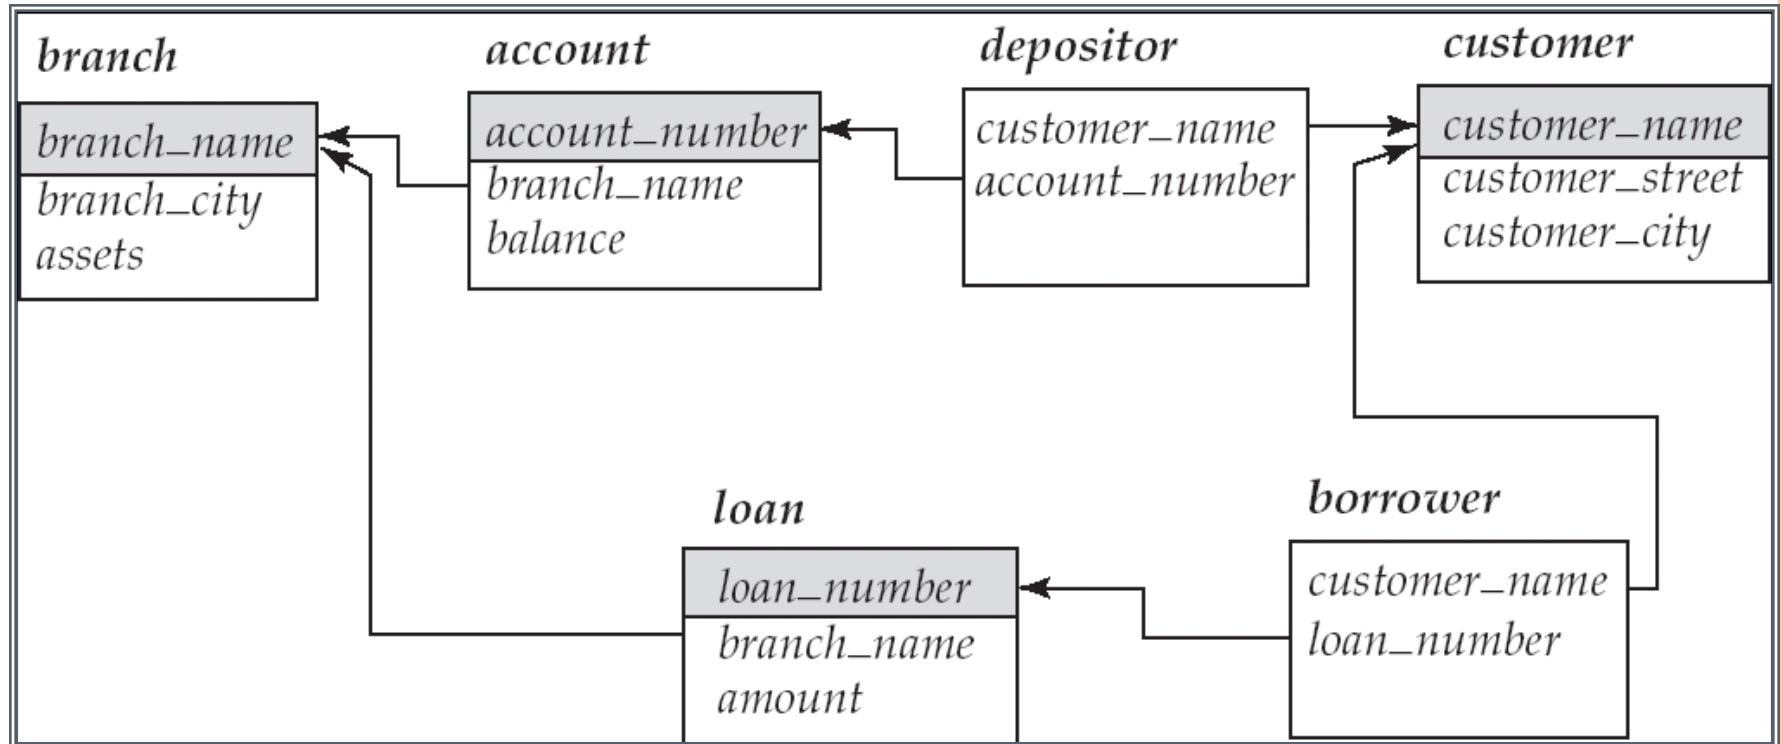 branch
branch_name
branch_city
assets
account
account_number
branch_name
balance
depositor
customer_name
account_number
customer
customer_name
customer_street
customer_city
loan
loan_number
branch_name
amount
borrower
customer_name
loan_number